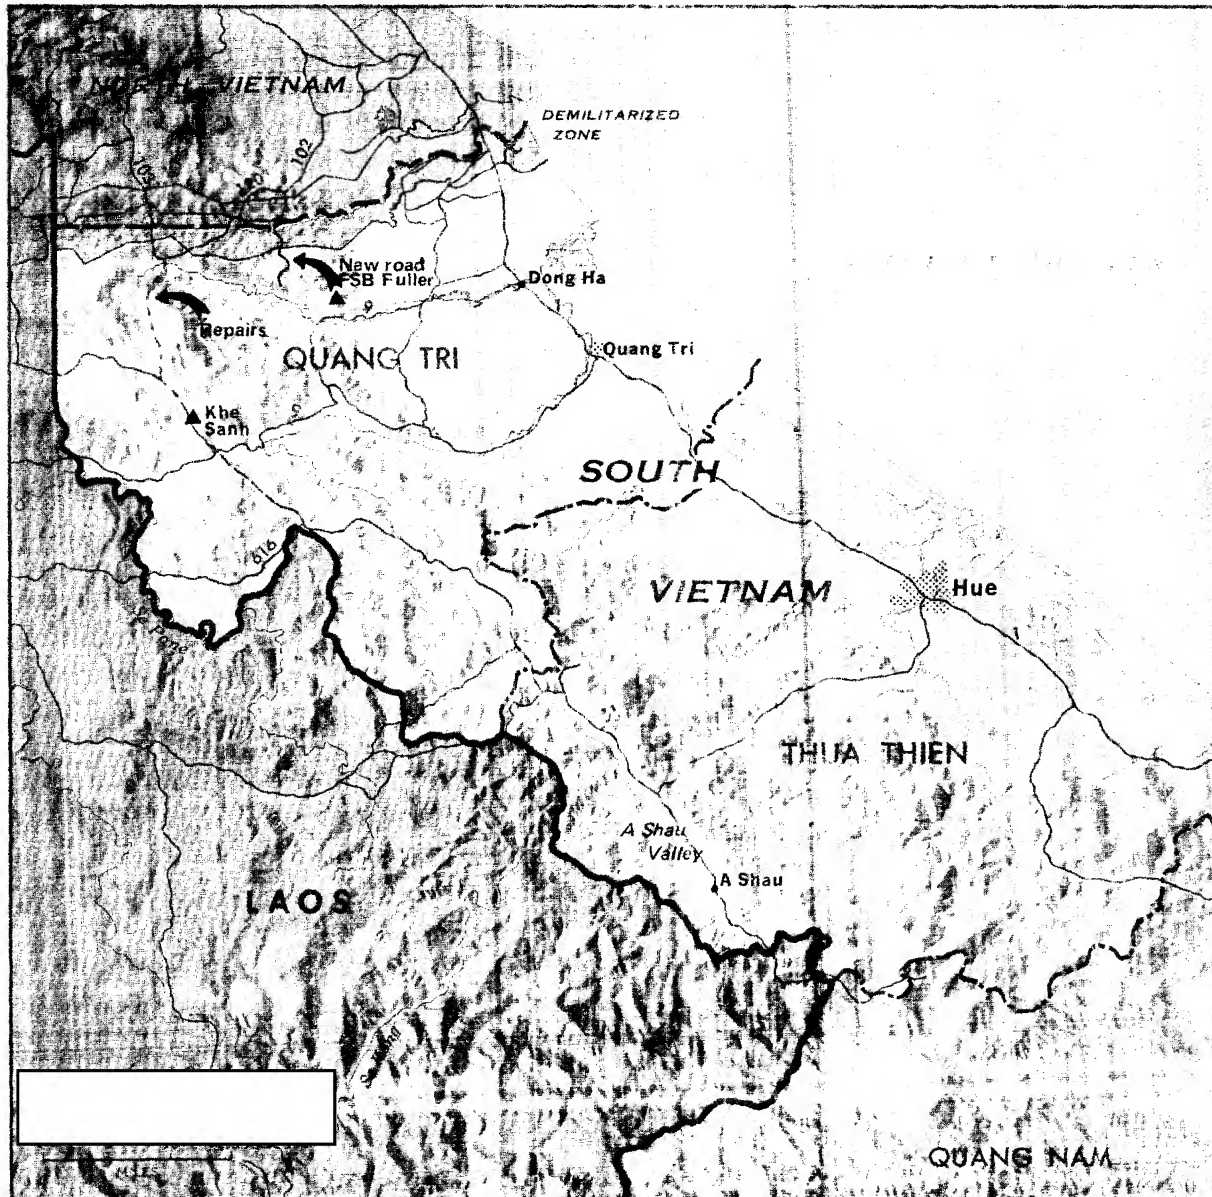 NORTH VIETNAM
DEMILITARIZED
ZONE
103
102
New road
FSB Fuller
9
Dong Ha
Repairs
QUANG TRI
Quang Tri
Khe
Sanh
SOUTH
616
VIETNAM
Hue
Pone
THUA THIEN
A Shau
Valley
A Shau
LAOS
QUANG NAM